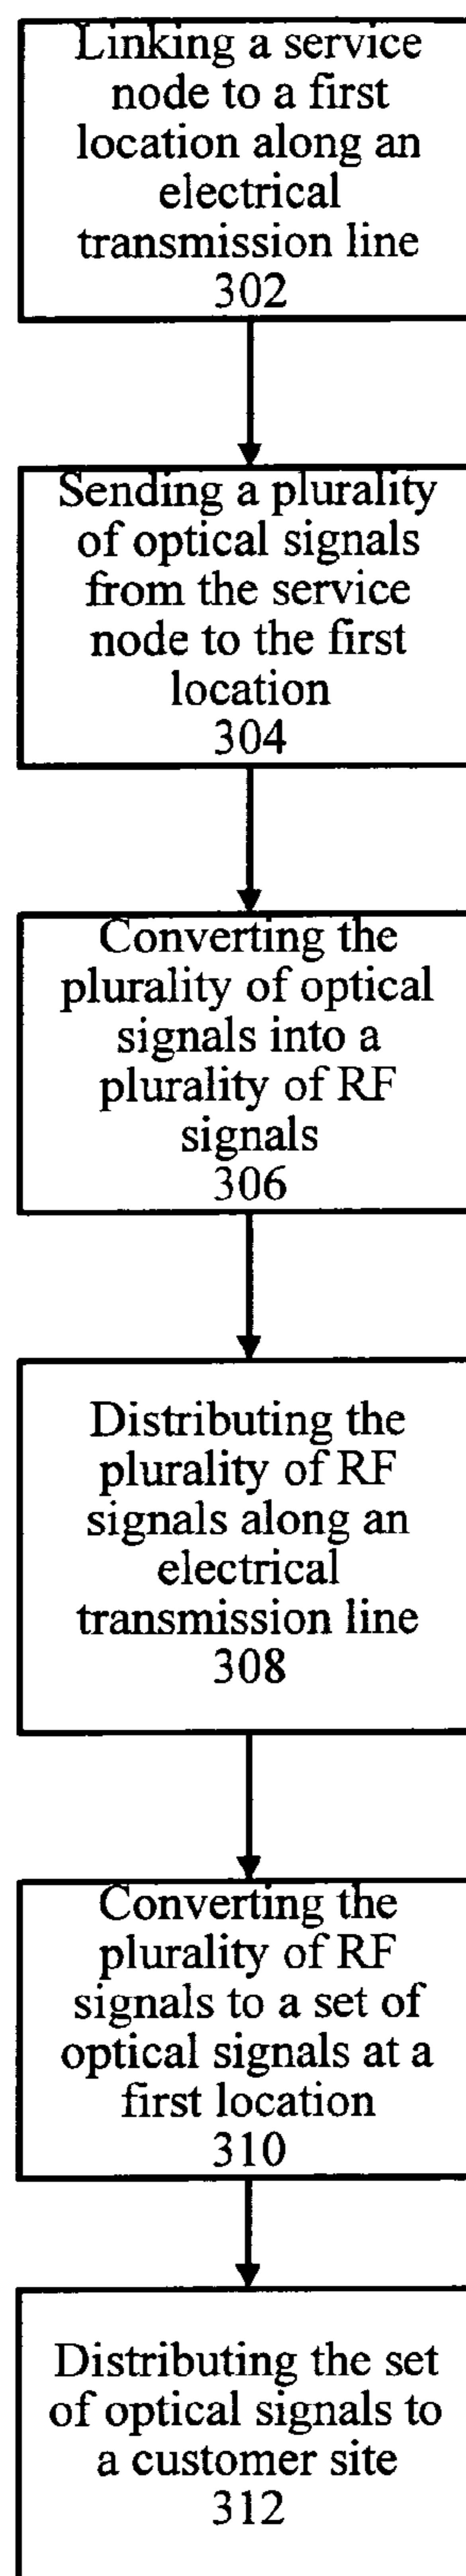 Linking a service
node to a first
location along an
electrical
transmission line
302
Sending a plurality
of optical signals
from the service
node to the first
location
304
Converting the
plurality of optical
signals into a
plurality of RF
signals
306
Distributing the
plurality of RF
signals along an
electrical
transmission line
308
Converting the
plurality of RF
signals to a set of
optical signals at a
first location
310
Distributing the set
of optical signals to
a customer site
312